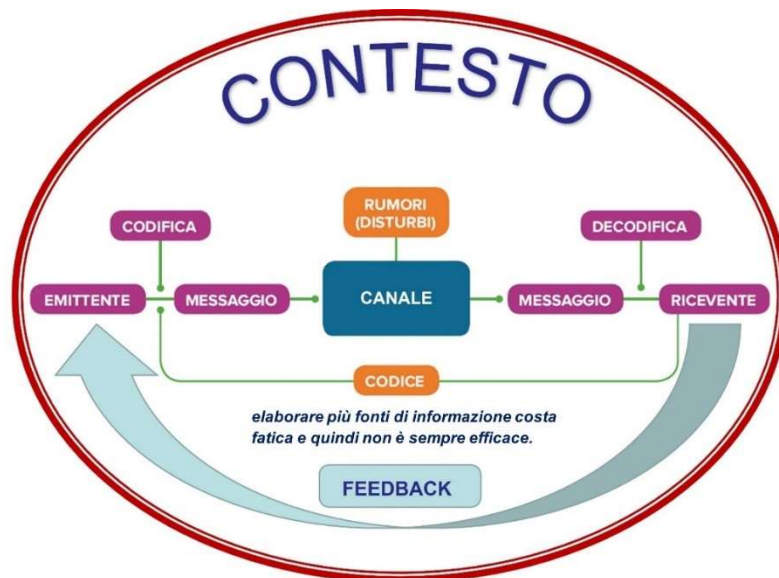 CONTESTO
RUMORI
(DISTURBI)
CODIFICA
DECODIFICA
EMITTENTE
MESSAGGIO
CANALE
MESSAGGIO
RICEVENTE
CODICE
elaborare più fonti di informazione costa
fatica e quindi non è sempre efficace.
FEEDBACK